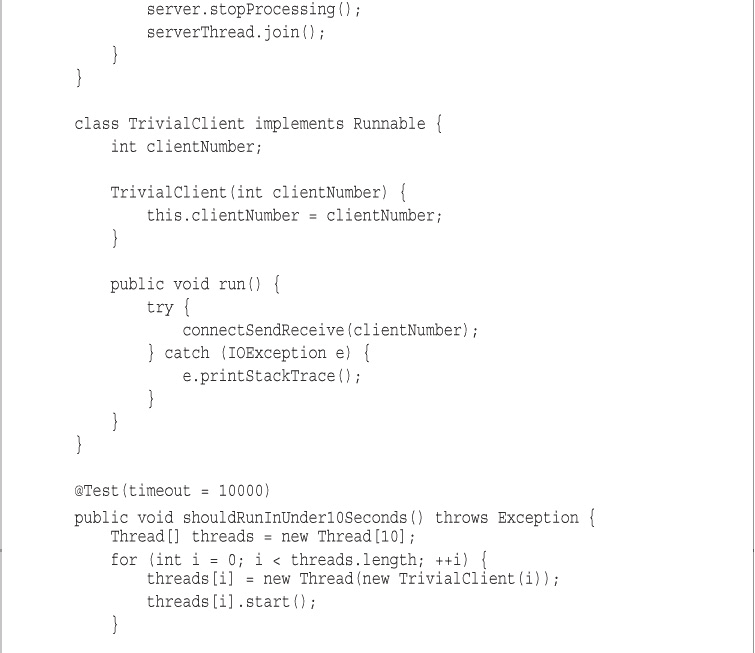 server.stopProcessing();
        serverThread.join();
    }
}

class TrivialClient implements Runnable {
    int clientNumber;

    TrivialClient(int clientNumber) {
        this.clientNumber = clientNumber;
    }

    public void run() {
        try {
            connectSendReceive(clientNumber);
        } catch (IOException e) {
            e.printStackTrace();
        }
    }
}

@Test(timeout = 10000)
public void shouldRunInUnder10Seconds() throws Exception {
    Thread[] threads = new Thread[10];
    for (int i = 0; i < threads.length; ++i) {
        threads[i] = new Thread(new TrivialClient(i));
        threads[i].start();
    }